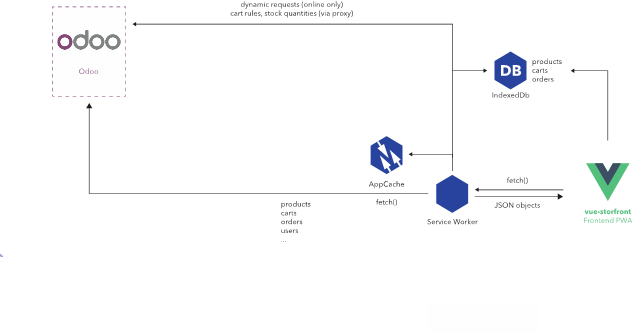 dynamic requests (online only)
cart rules, stock quantities (via proxy)
odoo
Odoo
DB
products
carts
orders
IndexedDb
AppCache
fetch()
fetch()
JSON objects
Service Worker
products
carts
orders
users
...
vue-storfront
Frontend PWA